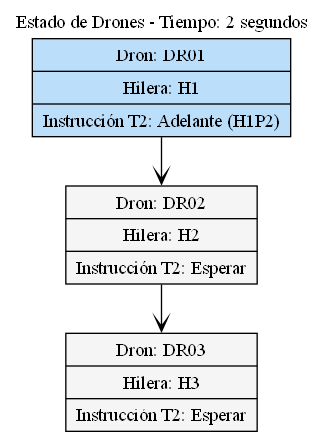 Estado de Drones - Tiempo: 2 segundos
Dron: DR01
Hilera: H1
Instrucción T2: Adelante (H1P2)
Dron: DR02
Hilera: H2
Instrucción T2: Esperar
Dron: DR03
Hilera: H3
Instrucción T2: Esperar